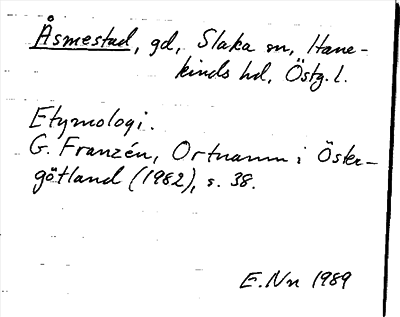 Åsmestad, gd, Slaka sn, Hane-
kinds hd, Östg. l.
Etymologi.
G. Franzén, Ortnamn i Öster-
götland (1982), s. 38.
E. Nn 1989